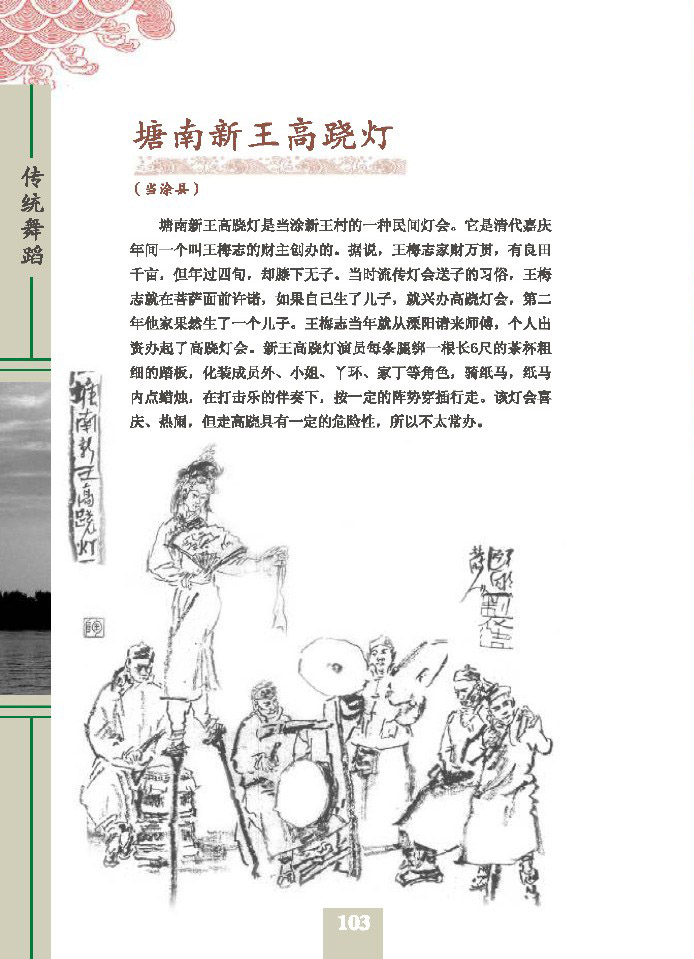 塘南新王高跷灯
（当涂县）
塘南新王高跷灯是当涂新王村的一种民间灯会。它是清代嘉庆
年间一个叫王梅志的财主创办的。据说，王梅志家财万贯，有良田
千亩，但年过四旬，却膝下无子。当时流传灯会送子的习俗，王梅
志就在菩萨面前许诺，如果自己生了儿子，就兴办高跷灯会，第二
年他家果然生了一个儿子。王梅志当年就从溧阳请来师傅，个人出
资办起了高跷灯会。新王高跷灯演员每条腿绑一根长6尺的茶杯粗
细的踏板，化装成员外、小姐、丫环、家丁等角色，骑纸马，纸马
内点蜡烛，在打击乐的伴奏下，按一定的阵势穿插行走。该灯会喜
庆、热闹，但走高跷具有一定的危险性，所以不太常办。
传统舞蹈
塘南新王高跷灯
103